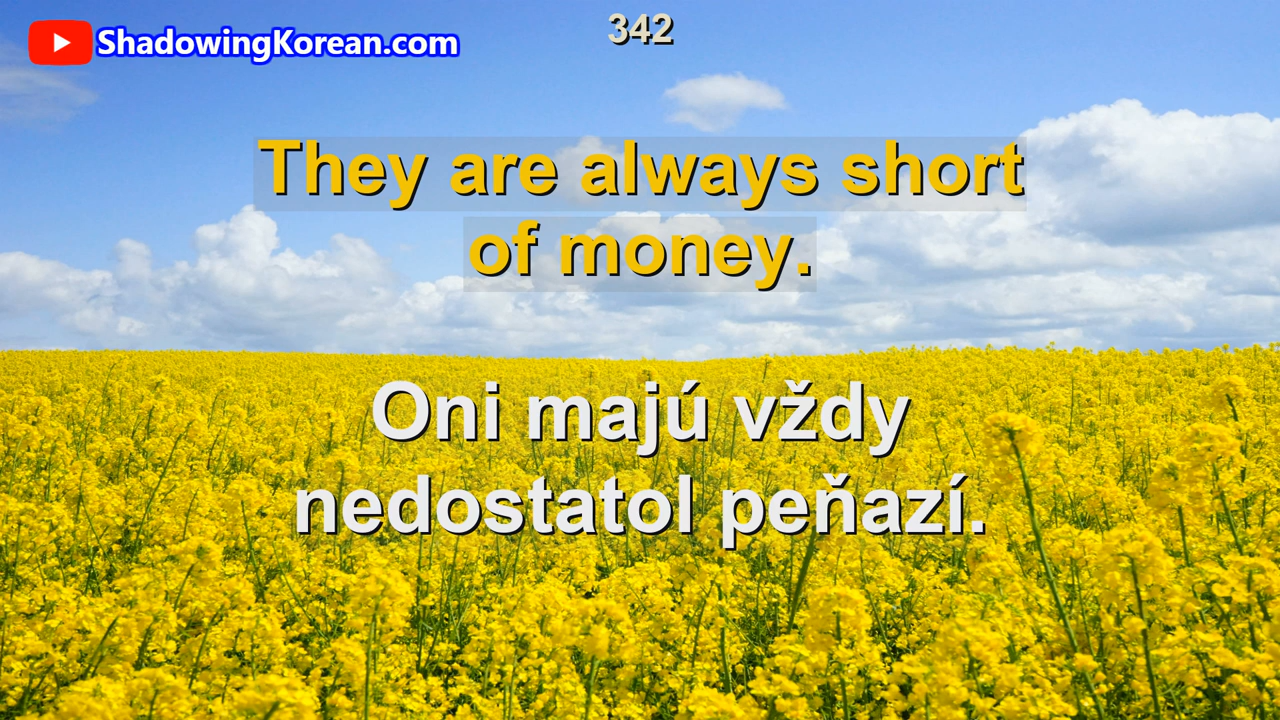 ShadowingKorean.com
342
They are always short
of money.
Oni majú vždy
nedostatol peňazí.